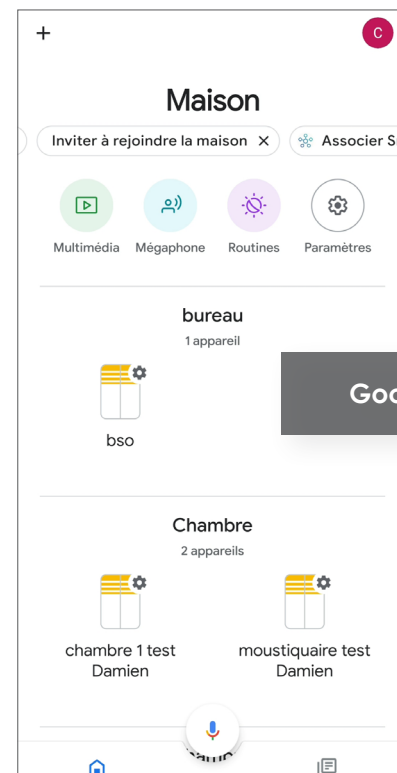 +
C
Maison
Inviter à rejoindre la maison ×
Associer S
Multimédia Mégaphone Routines Paramètres
bureau
1 appareil
Goo
bso
Chambre
2 appareils
chambre 1 test
Damien
moustiquaire test
Damien